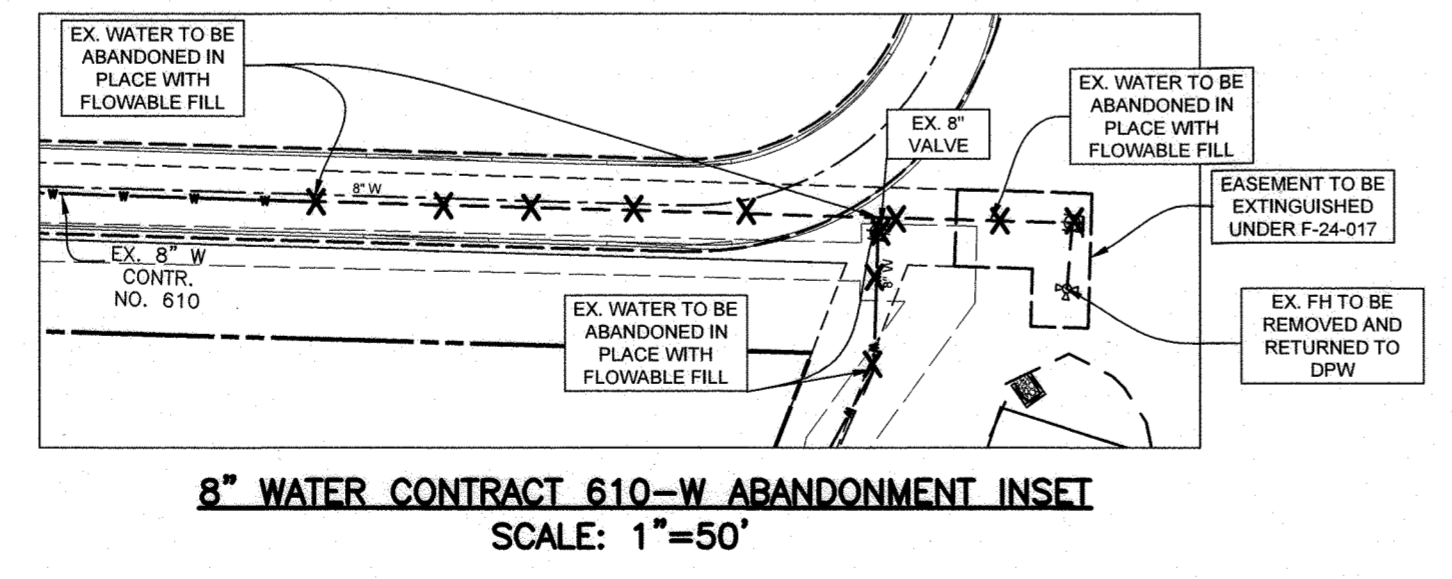 EX. WATER TO BE
ABANDONED IN
PLACE WITH
FLOWABLE FILL
EX. 8"
VALVE
EX. WATER TO BE
ABANDONED IN
PLACE WITH
FLOWABLE FILL
EASEMENT TO BE
EXTINGUISHED
UNDER F-24-017
W
W
W
W
8" W
EX. 8" W
CONTR.
NO. 610
8" W
W
W
EX. WATER TO BE
ABANDONED IN
PLACE WITH
FLOWABLE FILL
EX. FH TO BE
REMOVED AND
RETURNED TO
DPW
8" WATER CONTRACT 610-W ABANDONMENT INSET
SCALE: 1"=50'